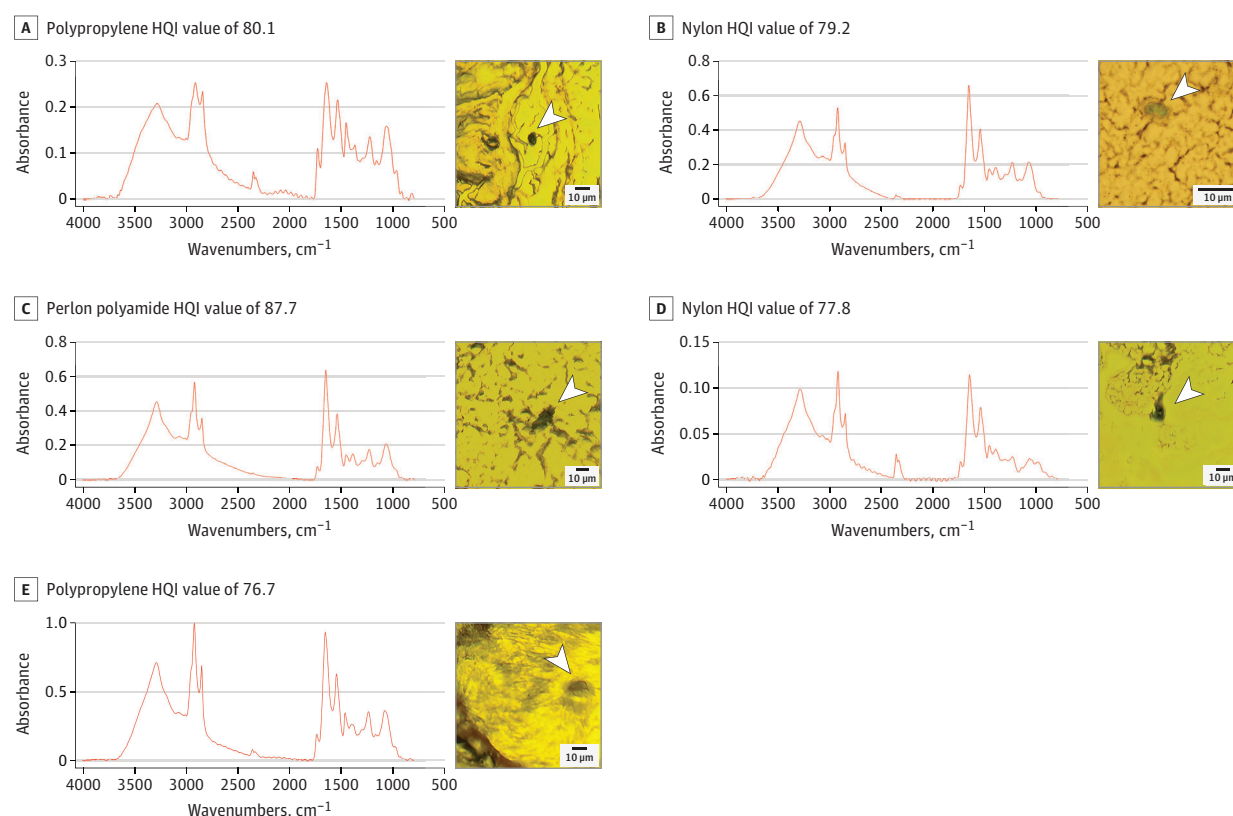 A Polypropylene HQI value of 80.1
0.3
0.2
0.1
0
Absorbance
4000 3500 3000 2500 2000 1500 1000 500
Wavenumbers, cm−1
10 µm
B Nylon HQI value of 79.2
0.8
0.6
0.4
0.2
0
Absorbance
4000 3500 3000 2500 2000 1500 1000 500
Wavenumbers, cm−1
10 µm
C Perlon polyamide HQI value of 87.7
0.8
0.6
0.4
0.2
0
Absorbance
4000 3500 3000 2500 2000 1500 1000 500
Wavenumbers, cm−1
10 µm
D Nylon HQI value of 77.8
0.15
0.10
0.05
0
Absorbance
4000 3500 3000 2500 2000 1500 1000 500
Wavenumbers, cm−1
10 µm
E Polypropylene HQI value of 76.7
1.0
0.5
0
Absorbance
4000 3500 3000 2500 2000 1500 1000 500
Wavenumbers, cm−1
10 µm